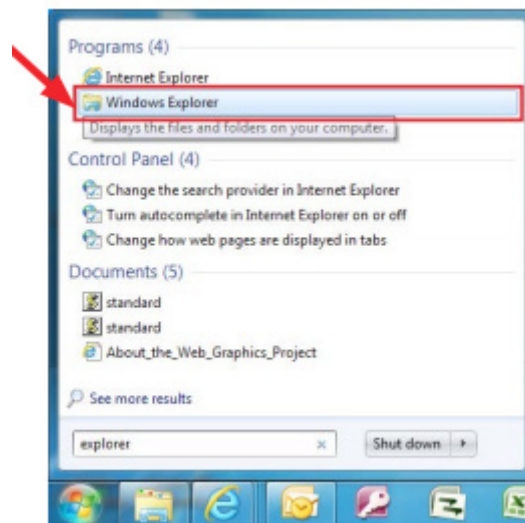 Programs (4)
Internet Explorer
Windows Explorer
Displays the files and folders on your computer.
Control Panel (4)
Change the search provider in Internet Explorer
Turn autocomplete in Internet Explorer on or off
Change how web pages are displayed in tabs
Documents (5)
standard
standard
About_the_Web_Graphics_Project
See more results
explorer
Shut down